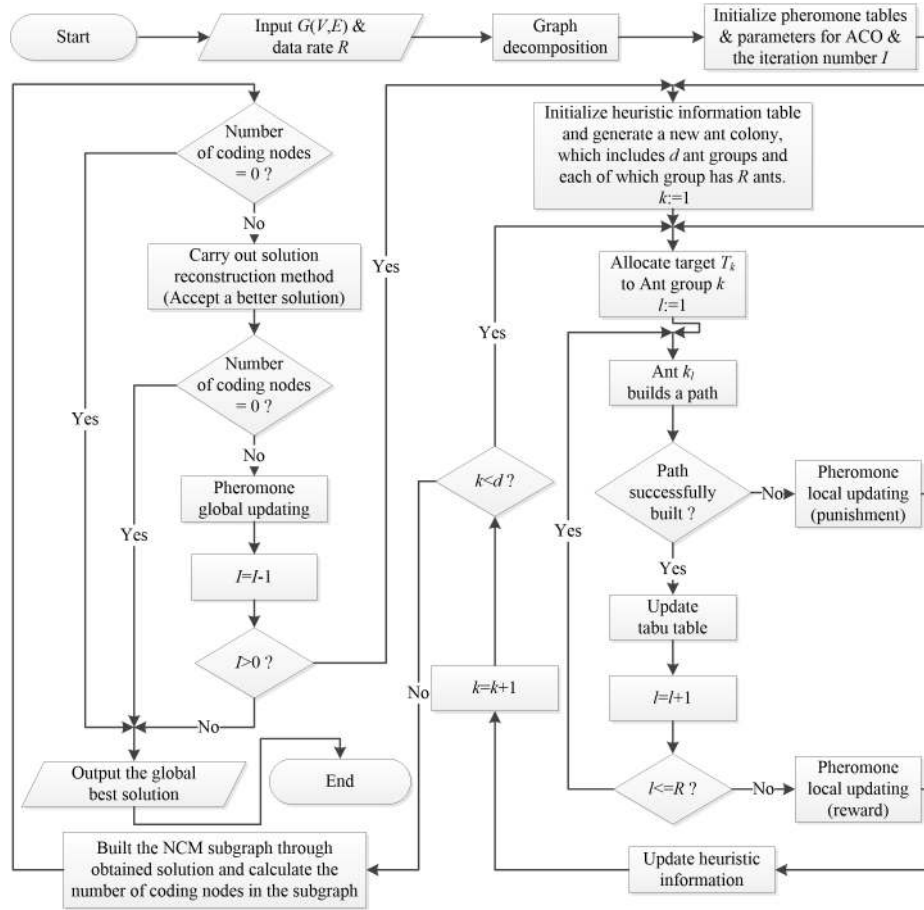 Start
Input G(V,E) &
data rate R
Graph
decomposition
Initialize pheromone tables
& parameters for ACO &
the iteration number I
Number
of coding nodes
= 0 ?
No
Carry out solution
reconstruction method
(Accept a better solution)
Number
of coding nodes
= 0 ?
Yes
No
Pheromone
global updating
Yes
I=I-1
I>0 ?
No
Output the global
best solution
End
Built the NCM subgraph through
obtained solution and calculate the
number of coding nodes in the subgraph
Yes
Initialize heuristic information table
and generate a new ant colony,
which includes d ant groups and
each of which group has R ants.
k:=1
Allocate target Tk
to Ant group k
l:=1
Yes
Ant kl
builds a path
k<d ?
Path
successfully
built ?
No
Pheromone
local updating
(punishment)
Yes
Yes
Update
tabu table
No
k=k+1
l=l+1
l<=R ?
No
Pheromone
local updating
(reward)
Update heuristic
information